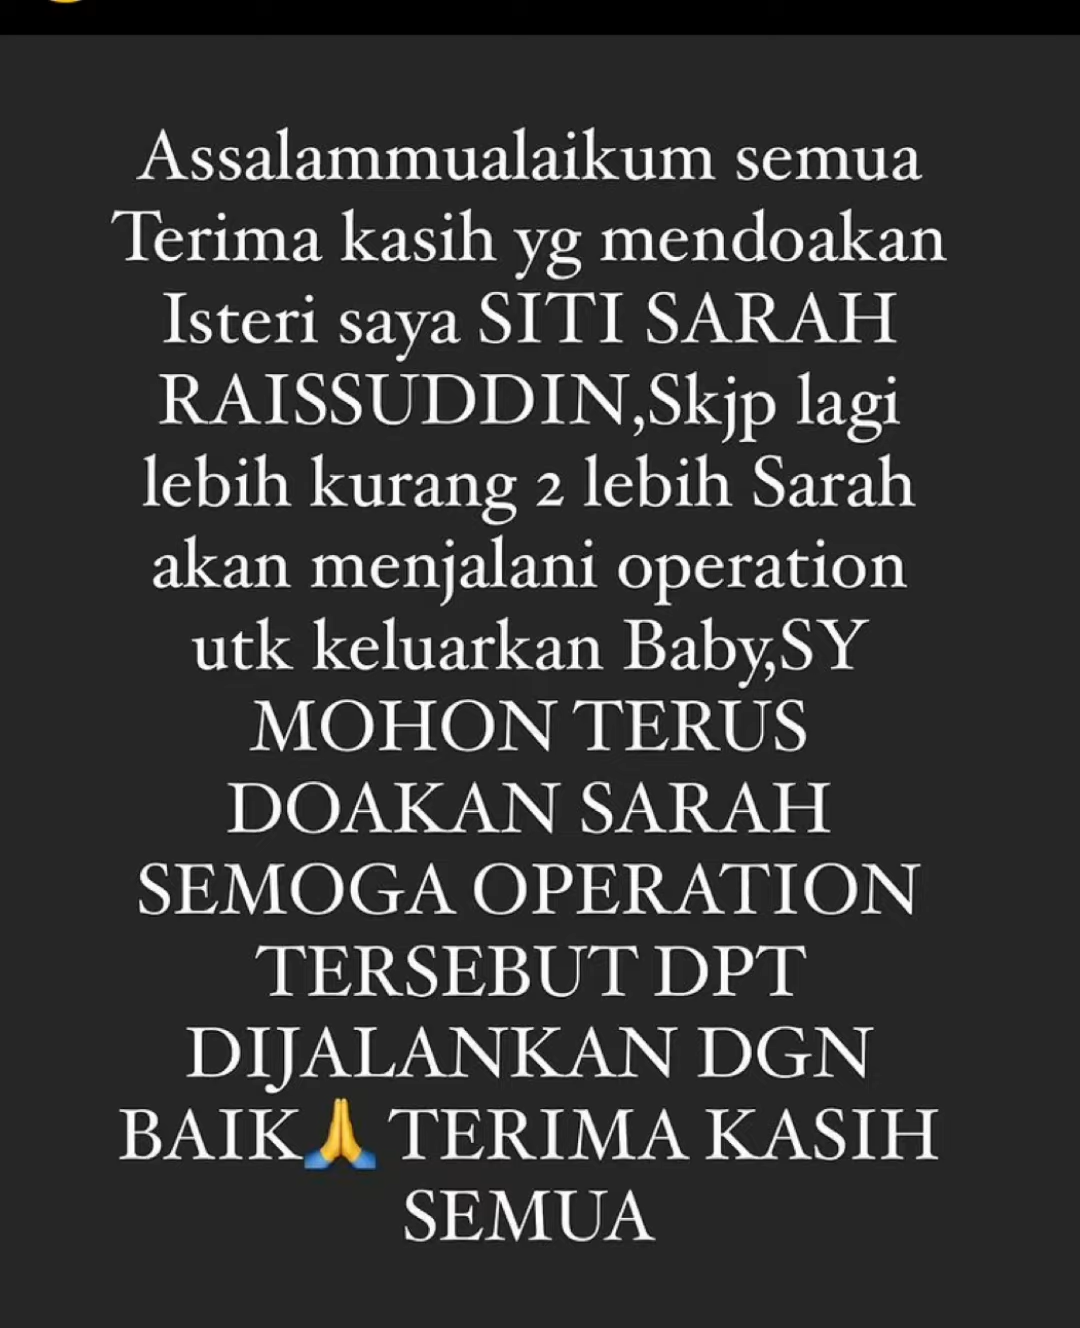 Assalammualaikum semua
Terima kasih yg mendoakan
Isteri saya SITI SARAH
RAISSUDDIN,Skjp lagi
lebih kurang 2 lebih Sarah
akan menjalani operation
utk keluarkan Baby,SY
MOHON TERUS
DOAKAN SARAH
SEMOGA OPERATION
TERSEBUT DPT
DIJALANKAN DGN
BAIK🙏 TERIMA KASIH
SEMUA